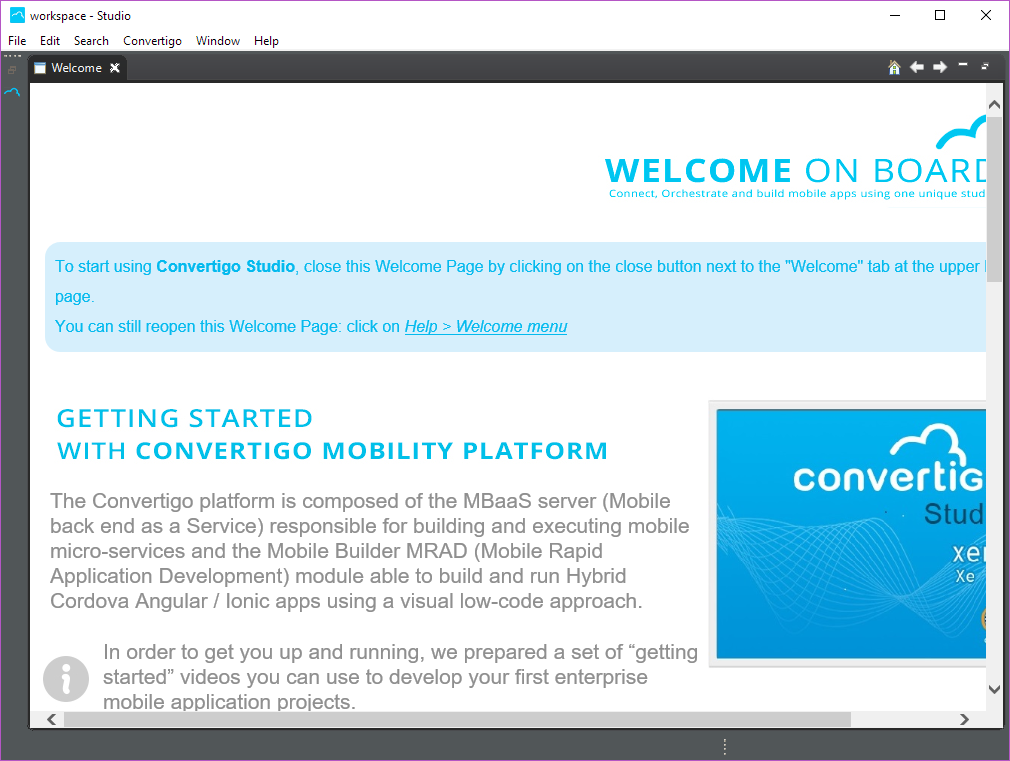 workspace - Studio
File Edit Search Convertigo Window Help
Welcome
WELCOME ON BOARD
Connect, Orchestrate and build mobile apps using one unique stud
To start using Convertigo Studio, close this Welcome Page by clicking on the close button next to the "Welcome" tab at the upper
page.
You can still reopen this Welcome Page: click on Help > Welcome menu
GETTING STARTED
WITH CONVERTIGO MOBILITY PLATFORM
The Convertigo platform is composed of the MBaaS server (Mobile
back end as a Service) responsible for building and executing mobile
micro-services and the Mobile Builder MRAD (Mobile Rapid
Application Development) module able to build and run Hybrid
Cordova Angular / Ionic apps using a visual low-code approach.
In order to get you up and running, we prepared a set of “getting
started” videos you can use to develop your first enterprise
mobile application projects.
convertig
Stud
xe
Xe